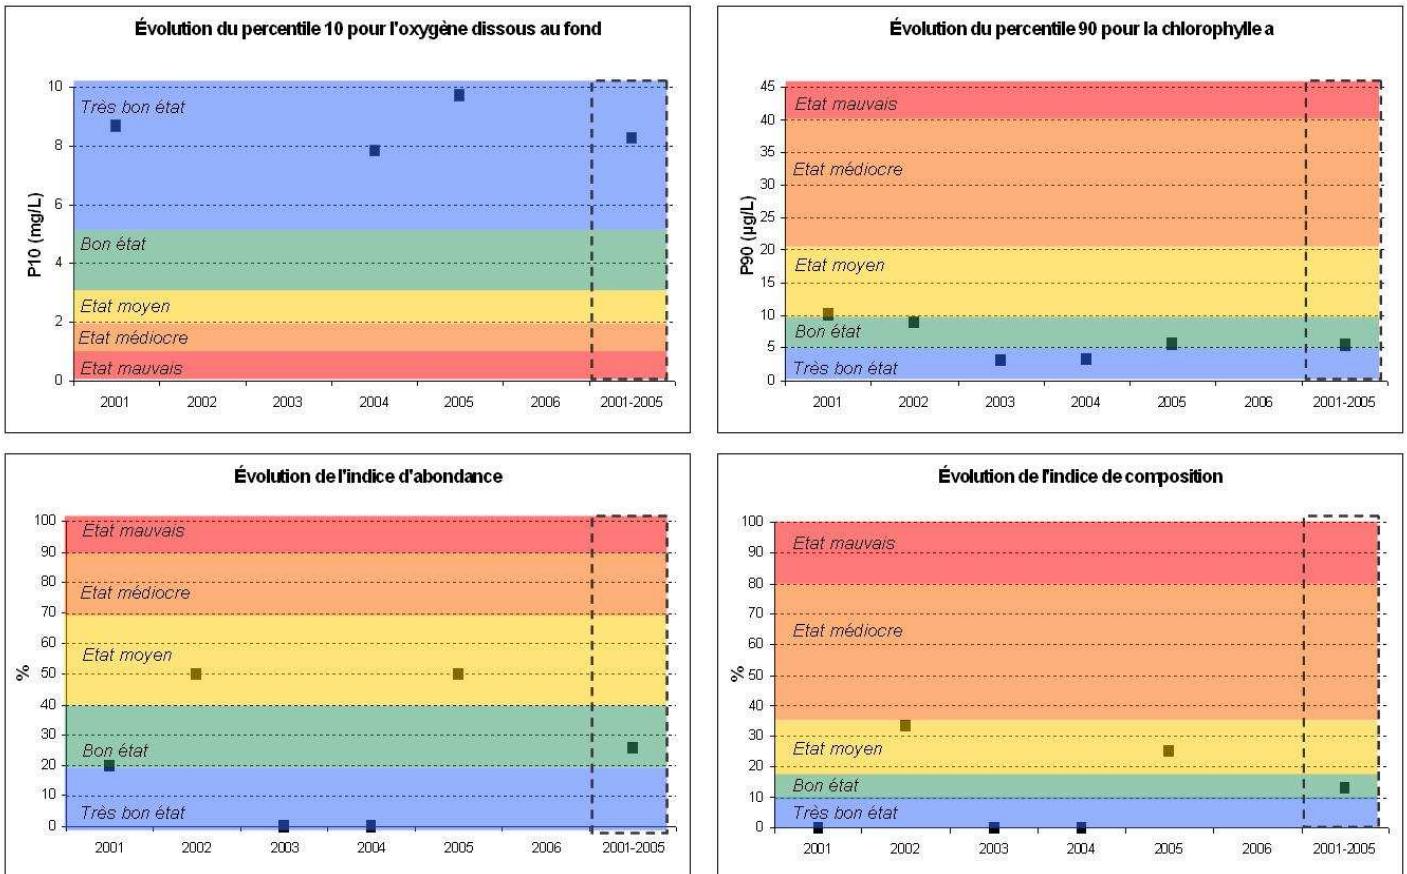 Évolution du percentile 10 pour l'oxygène dissous au fond
P10 (mg/L)
10
8
6
4
2
0
Très bon état
Bon état
Etat moyen
Etat médiocre
Etat mauvais
2001 2002 2003 2004 2005 2006 2001-2005
Évolution du percentile 90 pour la chlorophylle a
P90 (µg/L)
45
40
35
30
25
20
15
10
5
0
Etat mauvais
Etat médiocre
Etat moyen
Bon état
Très bon état
2001 2002 2003 2004 2005 2006 2001-2005
Évolution de l'indice d'abondance
%
100
90
80
70
60
50
40
30
20
10
0
Etat mauvais
Etat médiocre
Etat moyen
Bon état
Très bon état
2001 2002 2003 2004 2005 2006 2001-2005
Évolution de l'indice de composition
%
100
90
80
70
60
50
40
30
20
10
0
Etat mauvais
Etat médiocre
Etat moyen
Bon état
Très bon état
2001 2002 2003 2004 2005 2006 2001-2005